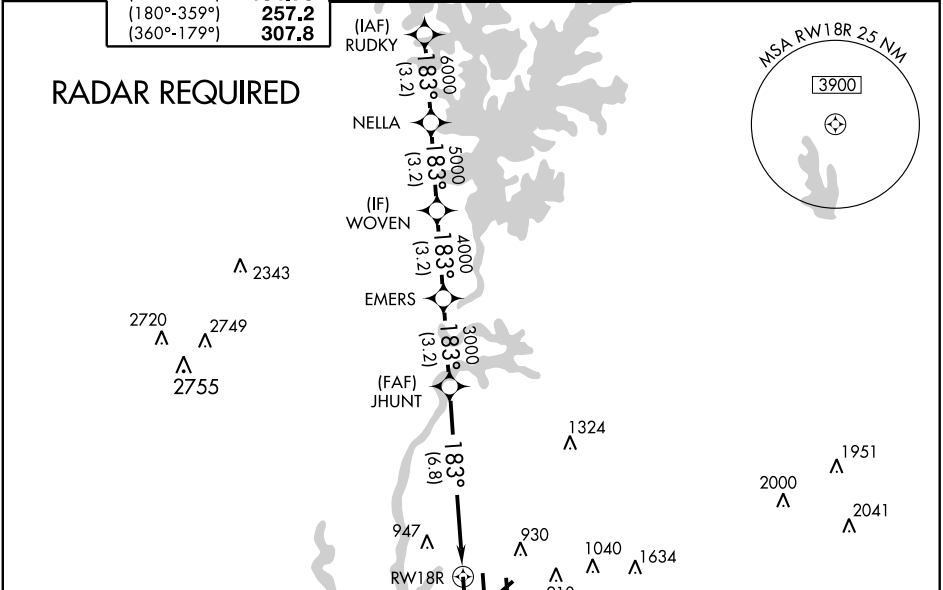 (180°-359°) 257.2
(360°-179°) 307.8
RADAR REQUIRED
(IAF)
RUDKY
6000
183°
(3.2)
NELLA
5000
183°
(3.2)
(IF)
WOVEN
4000
183°
(3.2)
EMERS
3000
183°
(3.2)
(FAF)
JHUNT
183°
(6.8)
RW18R
MSA RW18R 25 NM
3900
2343
2720
2749
2755
1324
1951
2000
2041
947
930
1040
1634